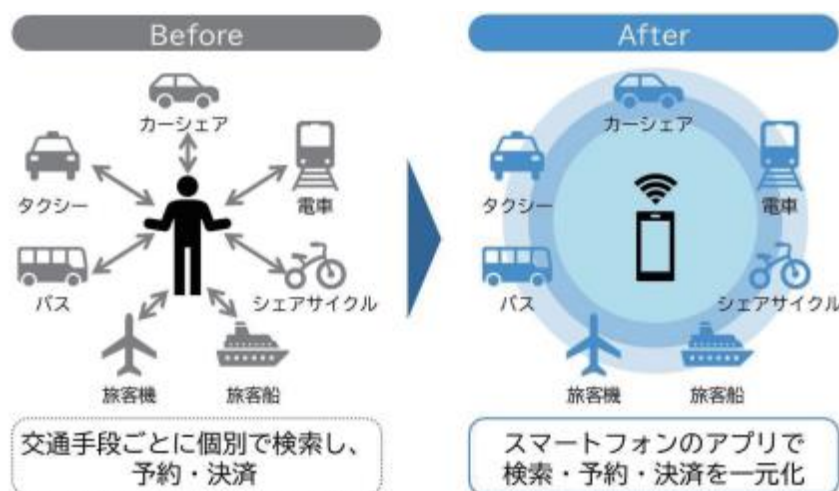 Before
カーシェア
タクシー
電車
バス
シェアサイクル
旅客機
旅客船
交通手段ごとに個別で検索し、
予約・決済
After
カーシェア
タクシー
電車
バス
シェアサイクル
旅客機
旅客船
スマートフォンのアプリで
検索・予約・決済を一元化